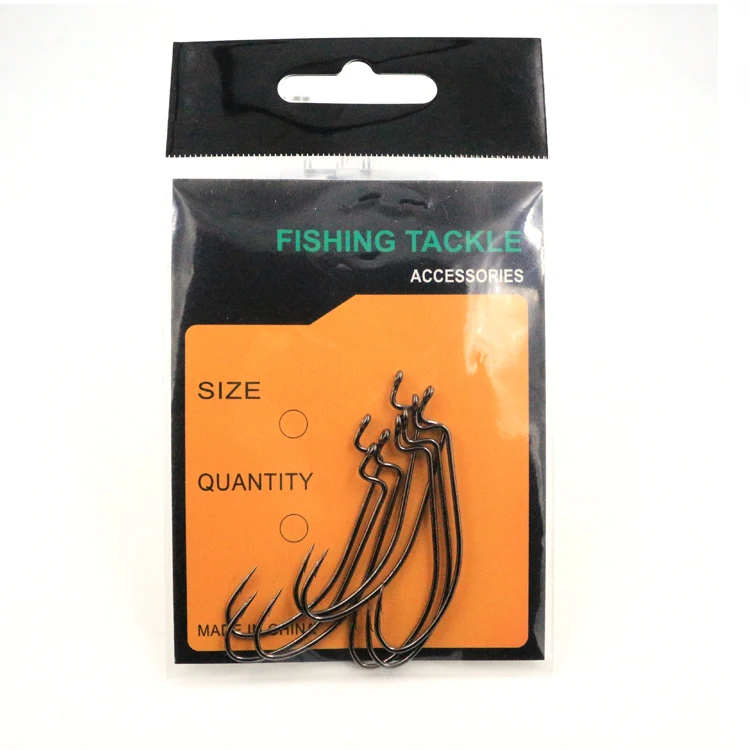 FISHING TACKLE
ACCESSORIES
SIZE
QUANTITY
MADE IN CHINA